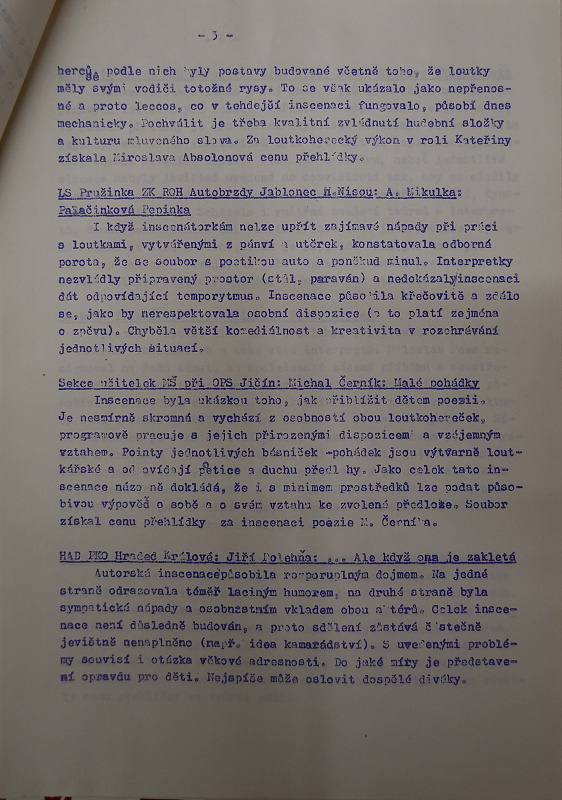 - 3 -
herců, podle nich byly postavy budované včetně toho, že loutky
měly svými vodiči totožné rysy. To se však ukázalo jako nepřenos-
né a proto leccos, co v tehdejší inscenaci fungovalo, působí dnes
mechanicky. Pochválit je třeba kvalitní zvládnutí hudební složky
a kulturu mluveného slova. Za loutkoherecký výkon v roli Kateřiny
získala Miroslava Absolonová cenu přehlídky.
LS Pružinka ZK ROH Autobrzdy Jablonec n.Nisou: A. Mikulka:
Palačinková Pepinka
I když inscenátorkám nelze upřít zajímavé nápady při práci
s loutkami, vytvářenými z pánví a utěrek, konstatovala odborná
porota, že se soubor s poetikou auto a poněkud minul. Interpretky
nezvládly připravený prostor (stůl, paraván) a nedokázaly inscenaci
dát odpovídající temporytmus. Inscenace působila křečovitě a zdálo
se, jako by nerespektovala osobní dispozice (a to platí zejména
o zpěvu). Chyběla větší komediálnost a kreativita v rozehrávání
jednotlivých situací.
Sekce učitelek MŠ při OPS Jičín: Michal Černík: Malé pohádky
Inscenace byla ukázkou toho, jak přiblížit dětem poezii.
Je nesmírně skromná a vychází z osobností obou loutkohereček,
programově pracuje s jejich přirozenými dispozicemi a vzájemným
vztahem. Pointy jednotlivých básniček -pohádek jsou výtvarně lout-
kářské a odpovídají poetice a duchu předlohy. Jako celek tato in-
scenace názorně dokládá, že i s minimem prostředků lze podat půso-
bivou výpověď o sobě a o svém vztahu ke zvolené předloze. Soubor
získal cenu přehlídky za inscenaci poezie M. Černíka.
HAD PKO Hradec Králové: Jiří Polehňa: ... Ale když ona je zakletá
Autorská inscenace působila rozporuplným dojmem. Na jedné
straně odrazovala téměř laciným humorem, na druhé straně byla
sympatická nápady a osobnostním vkladem obou aktérů. Celek insce-
nace není důsledně budován, a proto sdělení zůstává částečně
jevištně nenaplněno (např. idea kamarádství). S uvedenými problé-
my souvisí i otázka věkové adresnosti. Do jaké míry je představe-
ní opravdu pro děti. Nejspíše může oslovit dospělé diváky.